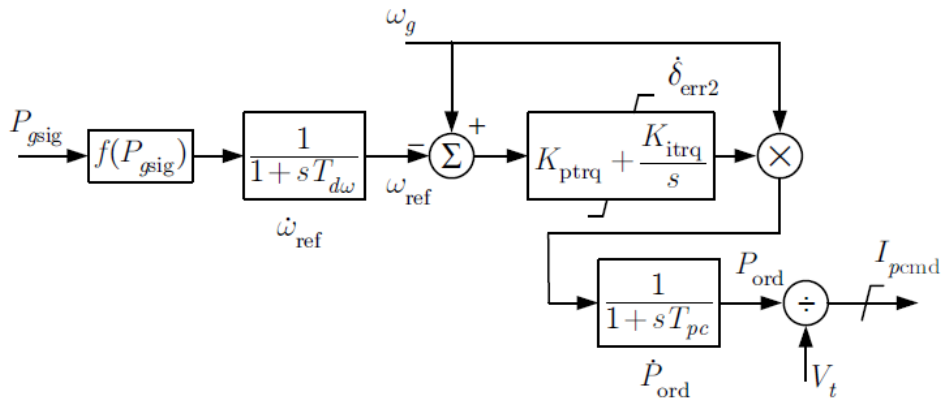 ω_g
δ̇_err2
P_gsig
f(P_gsig)
1
1+sT_dω
−
+
Σ
K_ptrq + K_itrq
s
×
ω_ref
ω̇_ref
1
1+sT_pc
P_ord
÷
I_pcmd
Ṗ_ord
V_t